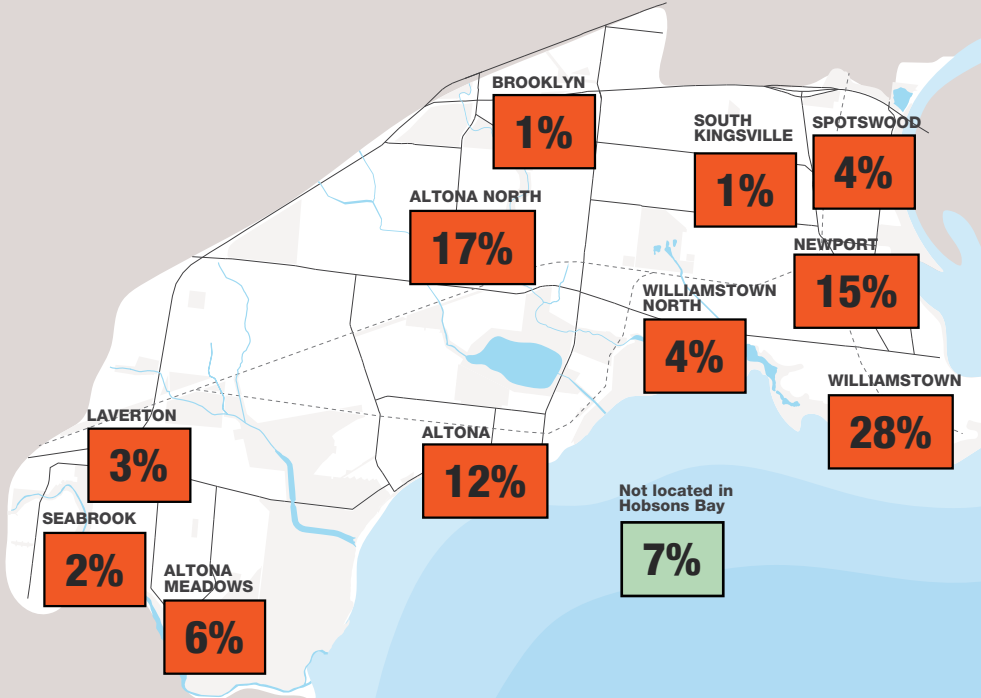 BROOKLYN
1%
SOUTH
KINGSVILLE
1%
SPOTSWOOD
4%
ALTONA NORTH
17%
NEWPORT
15%
WILLIAMSTOWN
NORTH
4%
WILLIAMSTOWN
28%
LAVERTON
3%
ALTONA
12%
Not located in
Hobsons Bay
7%
SEABROOK
2%
ALTONA
MEADOWS
6%